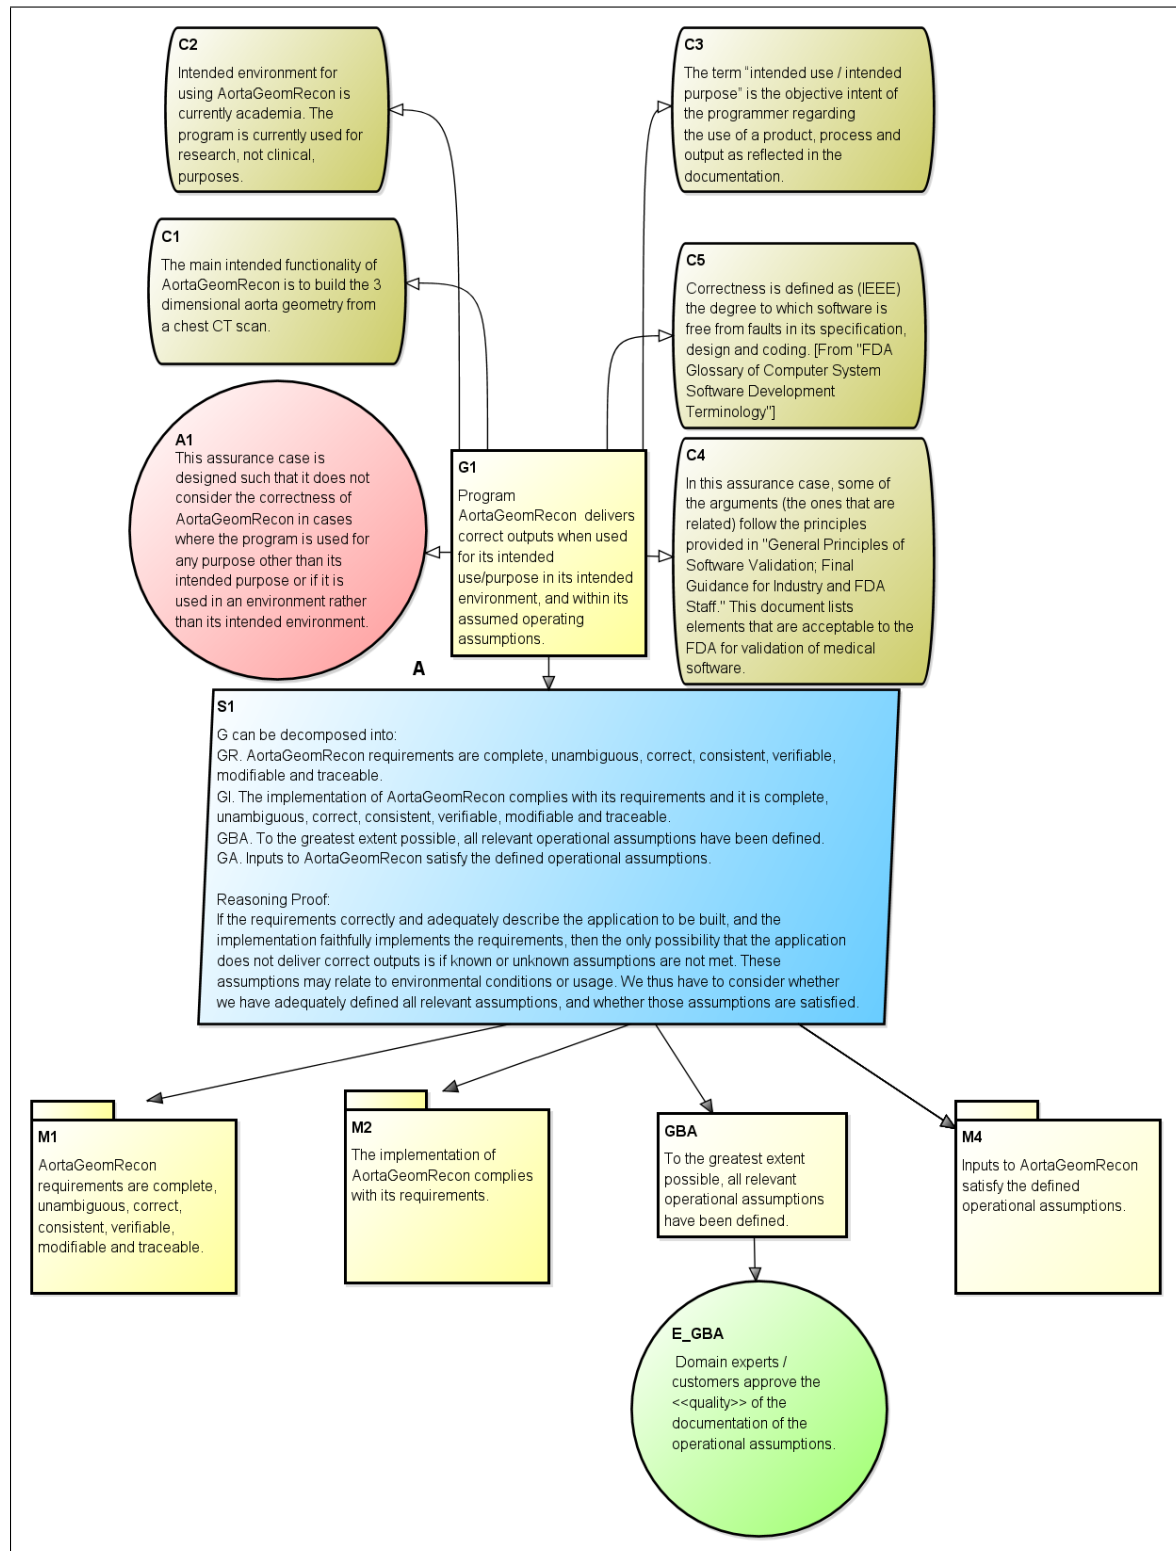 C2
Intended environment for
using AortaGeomRecon is
currently academia. The
program is currently used for
research, not clinical,
purposes.
C3
The term “intended use / intended
purpose” is the objective intent of
the programmer regarding
the use of a product, process and
output as reflected in the
documentation.
C1
The main intended functionality of
AortaGeomRecon is to build the 3
dimensional aorta geometry from
a chest CT scan.
C5
Correctness is defined as (IEEE)
the degree to which software is
free from faults in its specification,
design and coding. [From "FDA
Glossary of Computer System
Software Development
Terminology"]
A1
This assurance case is
designed such that it does not
consider the correctness of
AortaGeomRecon in cases
where the program is used for
any purpose other than its
intended purpose or if it is
used in an environment rather
than its intended environment.
A
G1
Program
AortaGeomRecon delivers
correct outputs when used
for its intended
use/purpose in its intended
environment, and within its
assumed operating
assumptions.
C4
In this assurance case, some of
the arguments (the ones that are
related) follow the principles
provided in "General Principles of
Software Validation; Final
Guidance for Industry and FDA
Staff." This document lists
elements that are acceptable to the
FDA for validation of medical
software.
S1
G can be decomposed into:
GR. AortaGeomRecon requirements are complete, unambiguous, correct, consistent, verifiable,
modifiable and traceable.
GI. The implementation of AortaGeomRecon complies with its requirements and it is complete,
unambiguous, correct, consistent, verifiable, modifiable and traceable.
GBA. To the greatest extent possible, all relevant operational assumptions have been defined.
GA. Inputs to AortaGeomRecon satisfy the defined operational assumptions.
Reasoning Proof:
If the requirements correctly and adequately describe the application to be built, and the
implementation faithfully implements the requirements, then the only possibility that the application
does not deliver correct outputs is if known or unknown assumptions are not met. These
assumptions may relate to environmental conditions or usage. We thus have to consider whether
we have adequately defined all relevant assumptions, and whether those assumptions are satisfied.
M1
AortaGeomRecon
requirements are complete,
unambiguous, correct,
consistent, verifiable,
modifiable and traceable.
M2
The implementation of
AortaGeomRecon complies
with its requirements.
GBA
To the greatest extent
possible, all relevant
operational assumptions
have been defined.
M4
Inputs to AortaGeomRecon
satisfy the defined
operational assumptions.
E_GBA
Domain experts /
customers approve the
<<quality>> of the
documentation of the
operational assumptions.